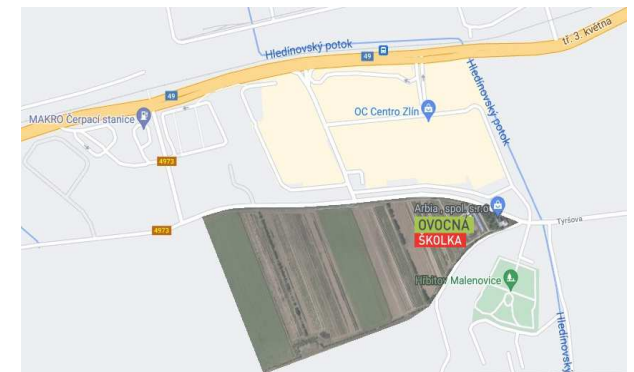 Hledínovský potok
tř. 3. května
49
49
MAKRO Čerpací stanice
OC Centro Zlín
Hledínovský potok
4973
Arbia, spol. s r.o.
OVOCNÁ
ŠKOLKA
Tyršova
4973
Hřbitov Malenovice
Hledínovský potok